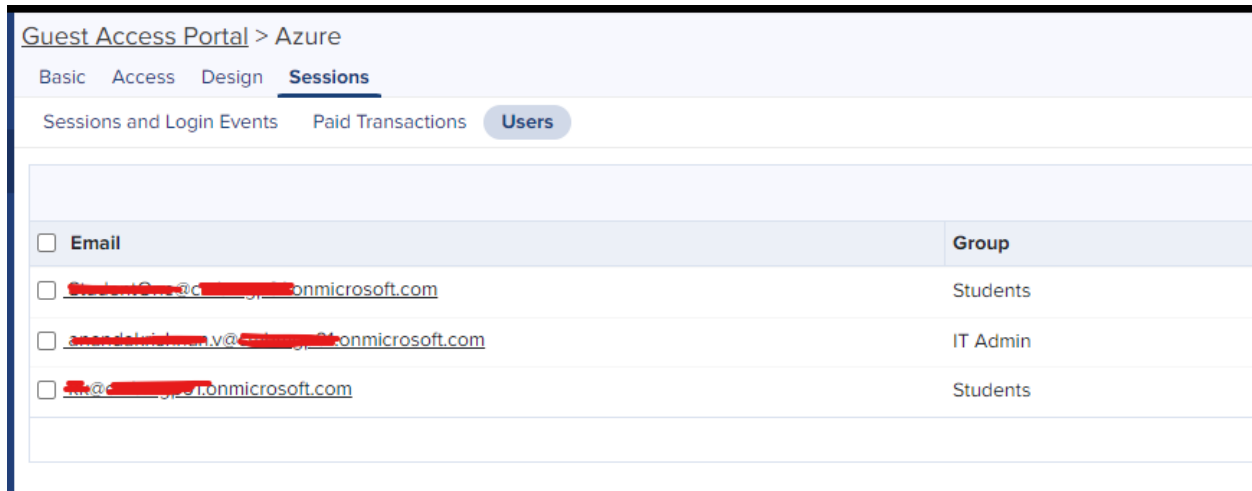 Guest Access Portal > Azure
Basic Access Design Sessions
Sessions and Login Events Paid Transactions Users
Email Group
onmicrosoft.com Students
.v@ onmicrosoft.com IT Admin
.onmicrosoft.com Students